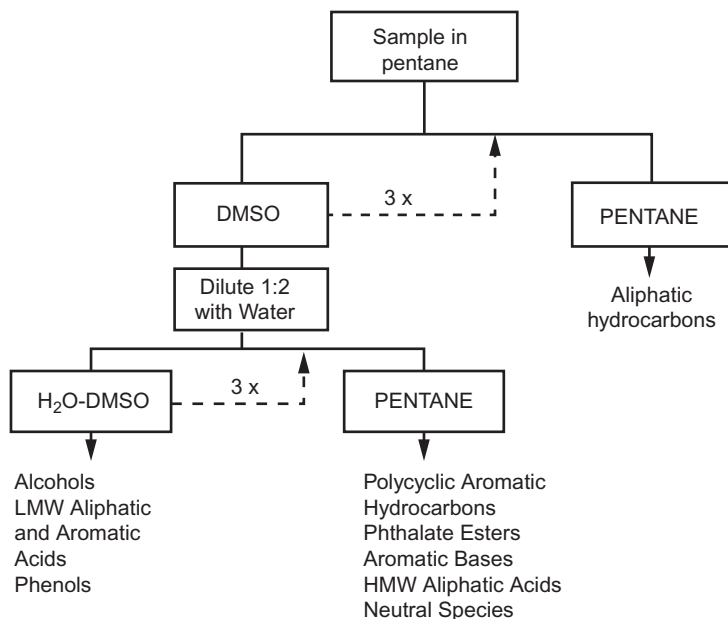 Sample in
pentane
DMSO
3 x
PENTANE
Dilute 1:2
with Water
Aliphatic
hydrocarbons
H₂O-DMSO
3 x
PENTANE
Alcohols
LMW Aliphatic
and Aromatic
Acids
Phenols
Polycyclic Aromatic
Hydrocarbons
Phthalate Esters
Aromatic Bases
HMW Aliphatic Acids
Neutral Species